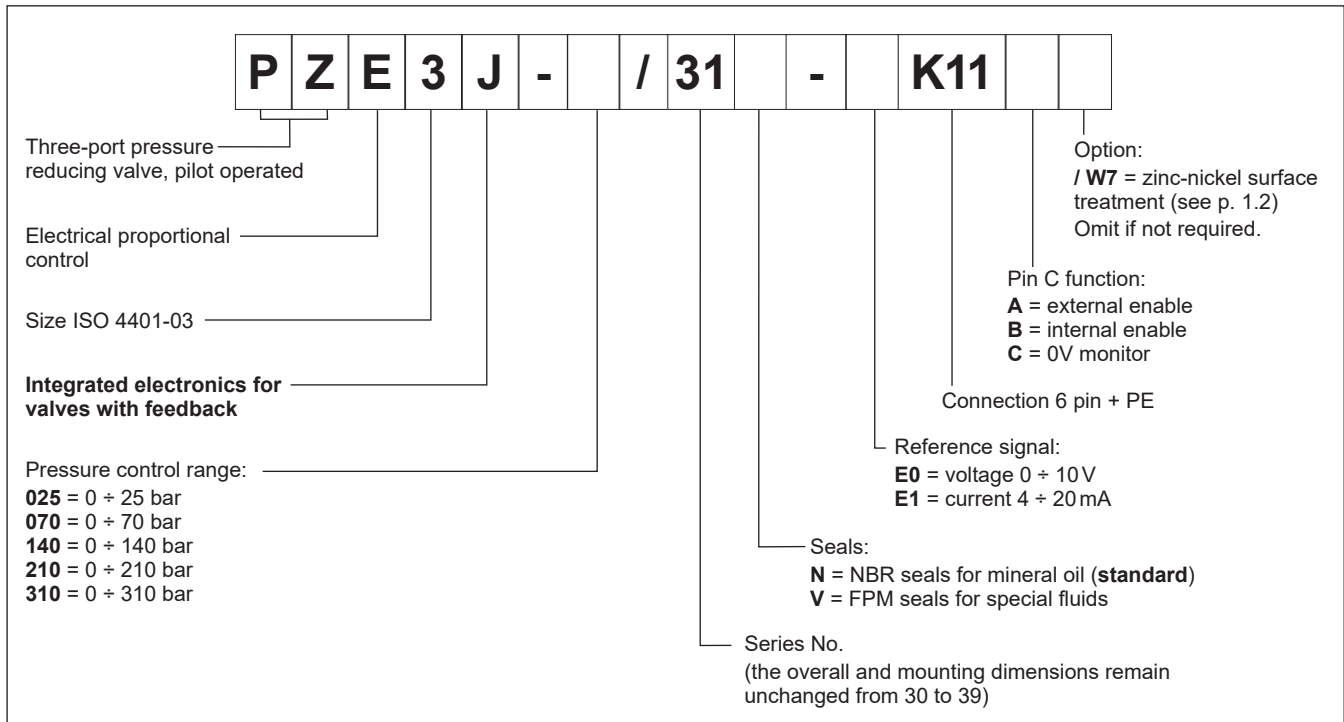 P Z E 3 J - / 31 - K11
Three-port pressure
reducing valve, pilot operated
Electrical proportional
control
Size ISO 4401-03
Integrated electronics for
valves with feedback
Pressure control range:
025 = 0 ÷ 25 bar
070 = 0 ÷ 70 bar
140 = 0 ÷ 140 bar
210 = 0 ÷ 210 bar
310 = 0 ÷ 310 bar
Option:
/ W7 = zinc-nickel surface
treatment (see p. 1.2)
Omit if not required.
Pin C function:
A = external enable
B = internal enable
C = 0V monitor
Connection 6 pin + PE
Reference signal:
E0 = voltage 0 ÷ 10 V
E1 = current 4 ÷ 20 mA
Seals:
N = NBR seals for mineral oil (standard)
V = FPM seals for special fluids
Series No.
(the overall and mounting dimensions remain
unchanged from 30 to 39)